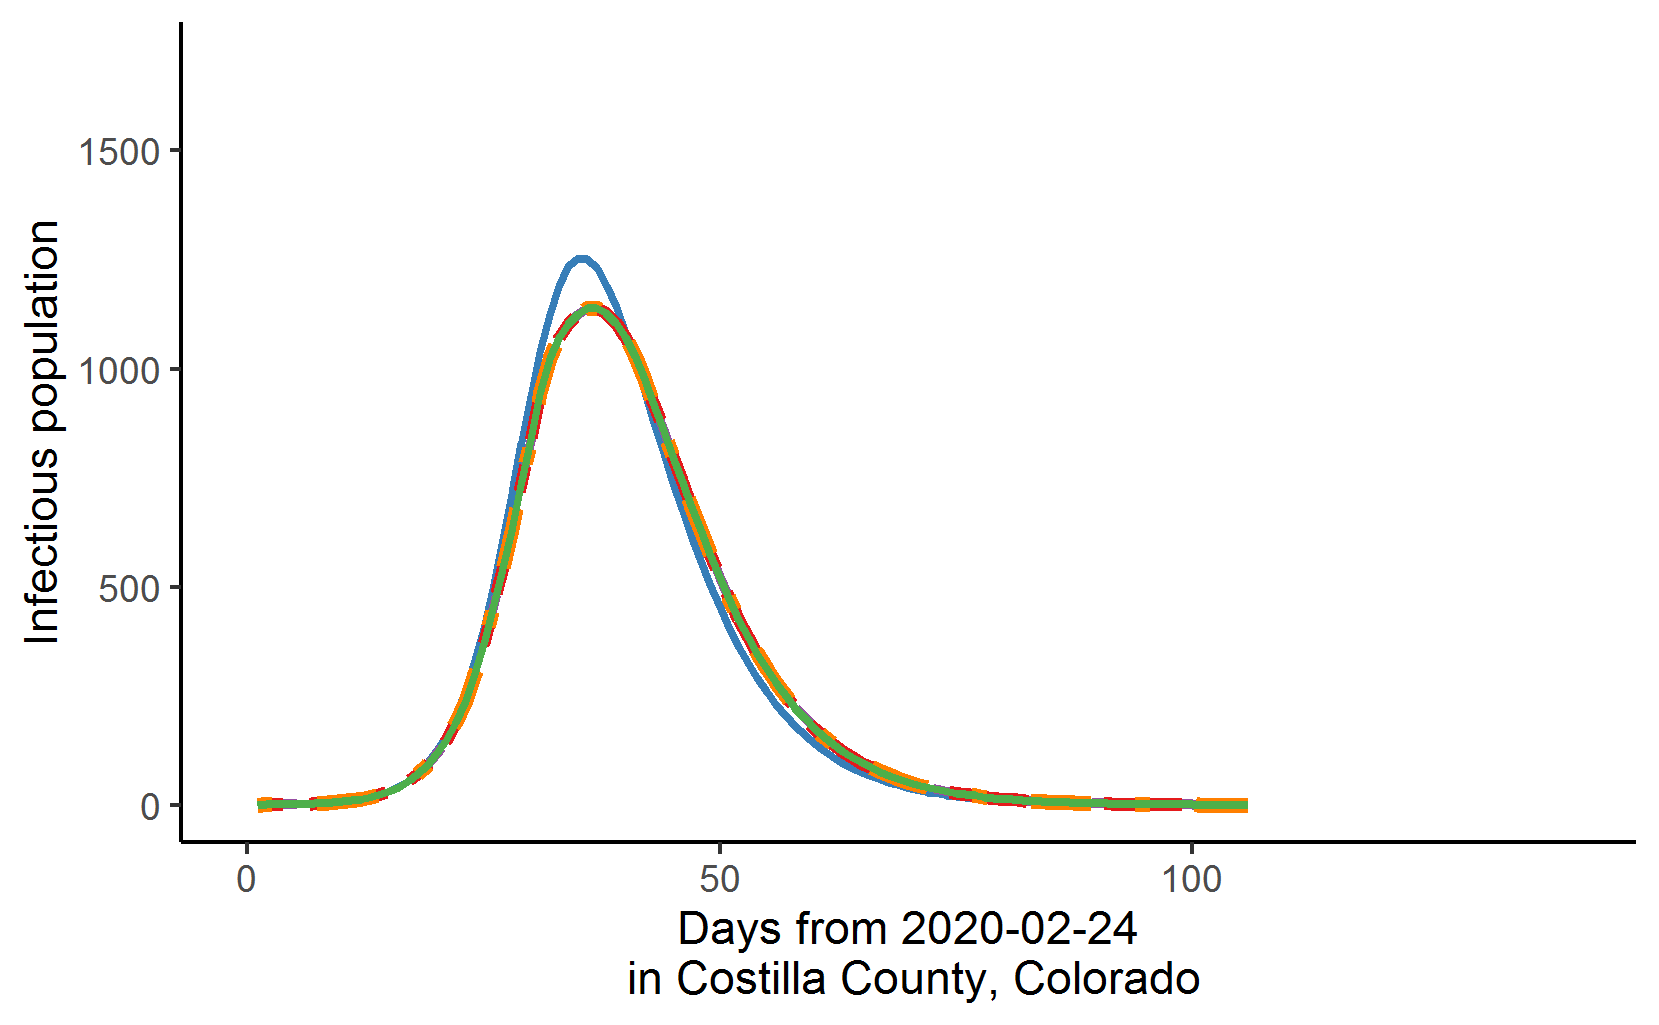 Infectious population
1500
1000
500
0
0 50 100
Days from 2020-02-24
in Costilla County, Colorado